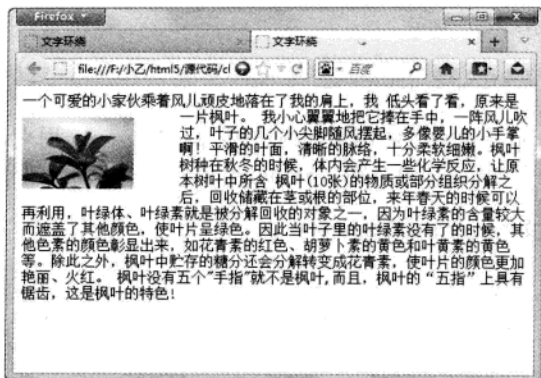 Firefox
文字环绕
文字环绕
file:///F:/小乙/html5/源代码/cl
百度
一个可爱的小家伙乘着风儿顽皮地落在了我的肩上，我 低头看了看，原来是
一片枫叶。 我小心翼翼地把它捧在手中，一阵风儿吹
过，叶子的几个小尖脚随风摆起，多像婴儿的小手掌
啊！平滑的叶面，清晰的脉络，十分柔软细嫩。枫叶
树种在秋冬的时候，体内会产生一些化学反应，让原
本树叶中所含 枫叶(10张)的物质或部分组织分解之
后，回收储藏在茎或根的部位，来年春天的时候可以
再利用，叶绿体、叶绿素就是被分解回收的对象之一，因为叶绿素的含量较大
而遮盖了其他颜色，使叶片呈绿色。因此当叶子里的叶绿素没有了的时候，其
他色素的颜色彰显出来，如花青素的红色、胡萝卜素的黄色和叶黄素的黄色
等。除此之外，枫叶中贮存的糖分还会分解转变成花青素，使叶片的颜色更加
艳丽、火红。 枫叶没有五个"手指"就不是枫叶,而且，枫叶的“五指”上具有
锯齿，这是枫叶的特色！